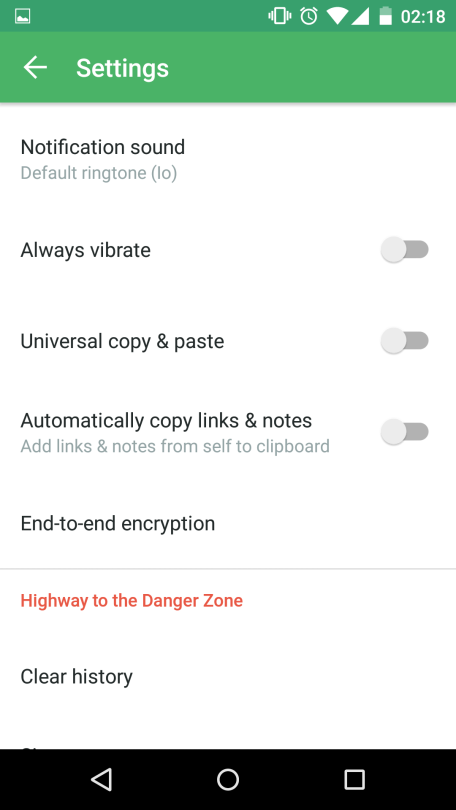 02:18
Settings
Notification sound
Default ringtone (Io)
Always vibrate
Universal copy & paste
Automatically copy links & notes
Add links & notes from self to clipboard
End-to-end encryption
Highway to the Danger Zone
Clear history